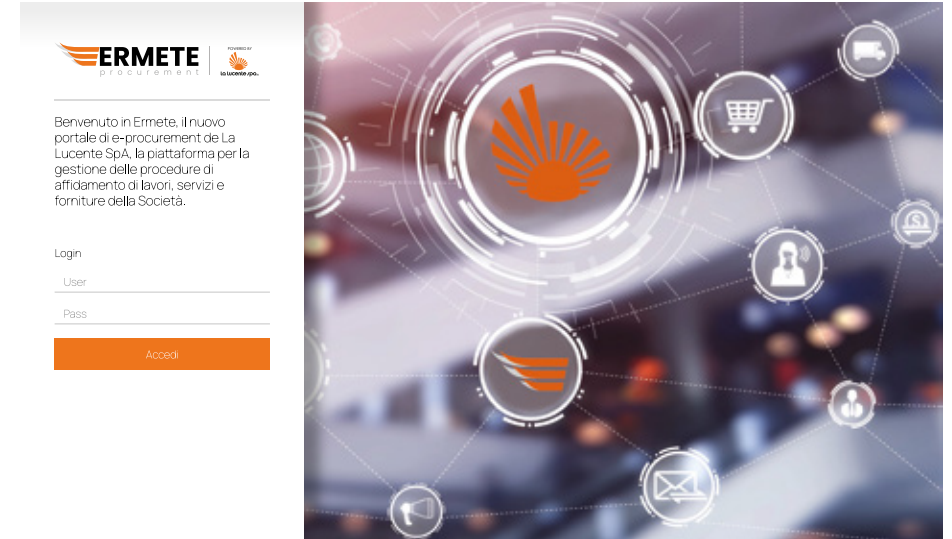 ERMETE
procurement
POWERED BY
la lucente spa
Benvenuto in Ermete, il nuovo
portale di e-procurement de La
Lucente SpA, la piattaforma per la
gestione delle procedure di
affidamento di lavori, servizi e
forniture della Società.
Login
User
Pass
Accedi